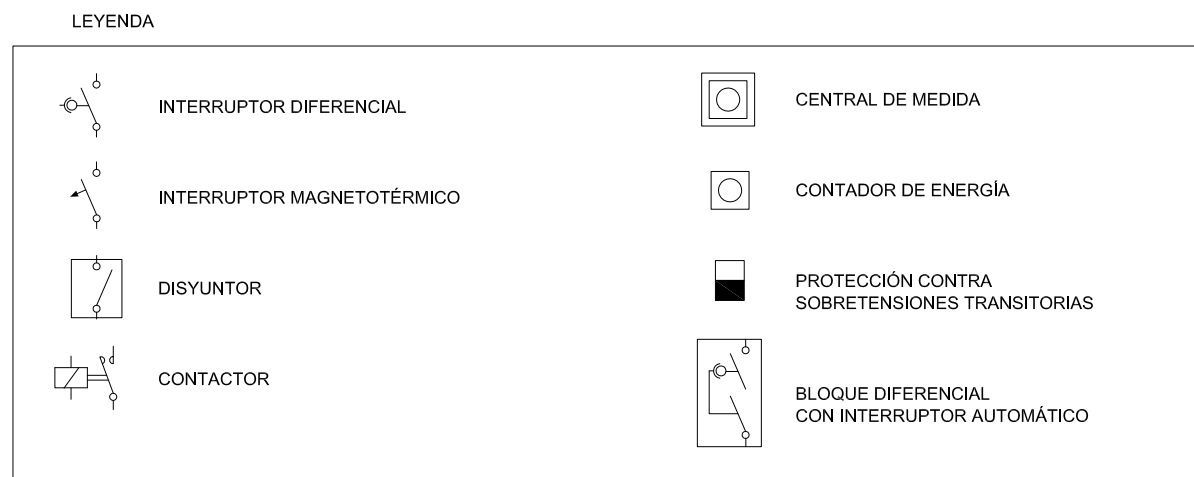 LEYENDA
INTERRUPTOR DIFERENCIAL
INTERRUPTOR MAGNETOTÉRMICO
DISYUNTOR
CONTACTOR
CENTRAL DE MEDIDA
CONTADOR DE ENERGÍA
PROTECCIÓN CONTRA
SOBRETENSIONES TRANSITORIAS
BLOQUE DIFERENCIAL
CON INTERRUPTOR AUTOMÁTICO